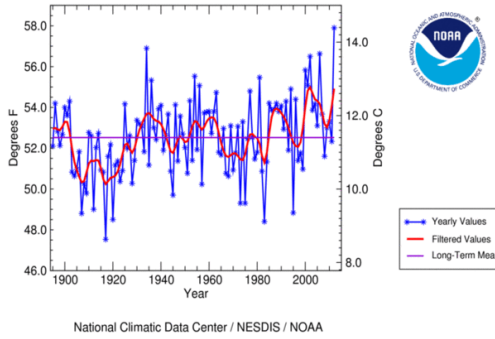 58.0
56.0
54.0
52.0
50.0
48.0
46.0
Degrees F
14.0
12.0
10.0
8.0
Degrees C
1900
1920
1940
1960
1980
2000
Year
NATIONAL OCEANIC AND ATMOSPHERIC ADMINISTRATION
NOAA
U.S. DEPARTMENT OF COMMERCE
®
Yearly Values
Filtered Values
Long-Term Mea
National Climatic Data Center / NESDIS / NOAA